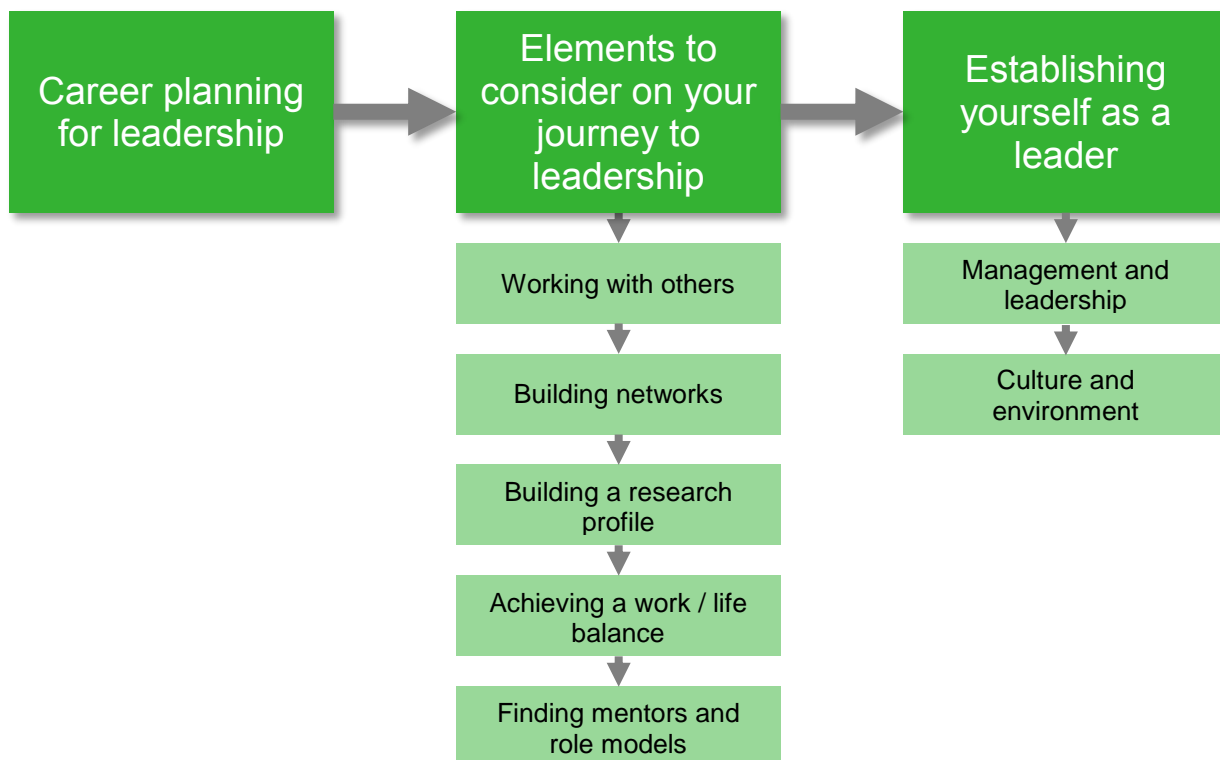 Career planning
for leadership
Elements to
consider on your
journey to
leadership
Establishing
yourself as a
leader
Working with others
Building networks
Building a research
profile
Achieving a work / life
balance
Finding mentors and
role models
Management and
leadership
Culture and
environment